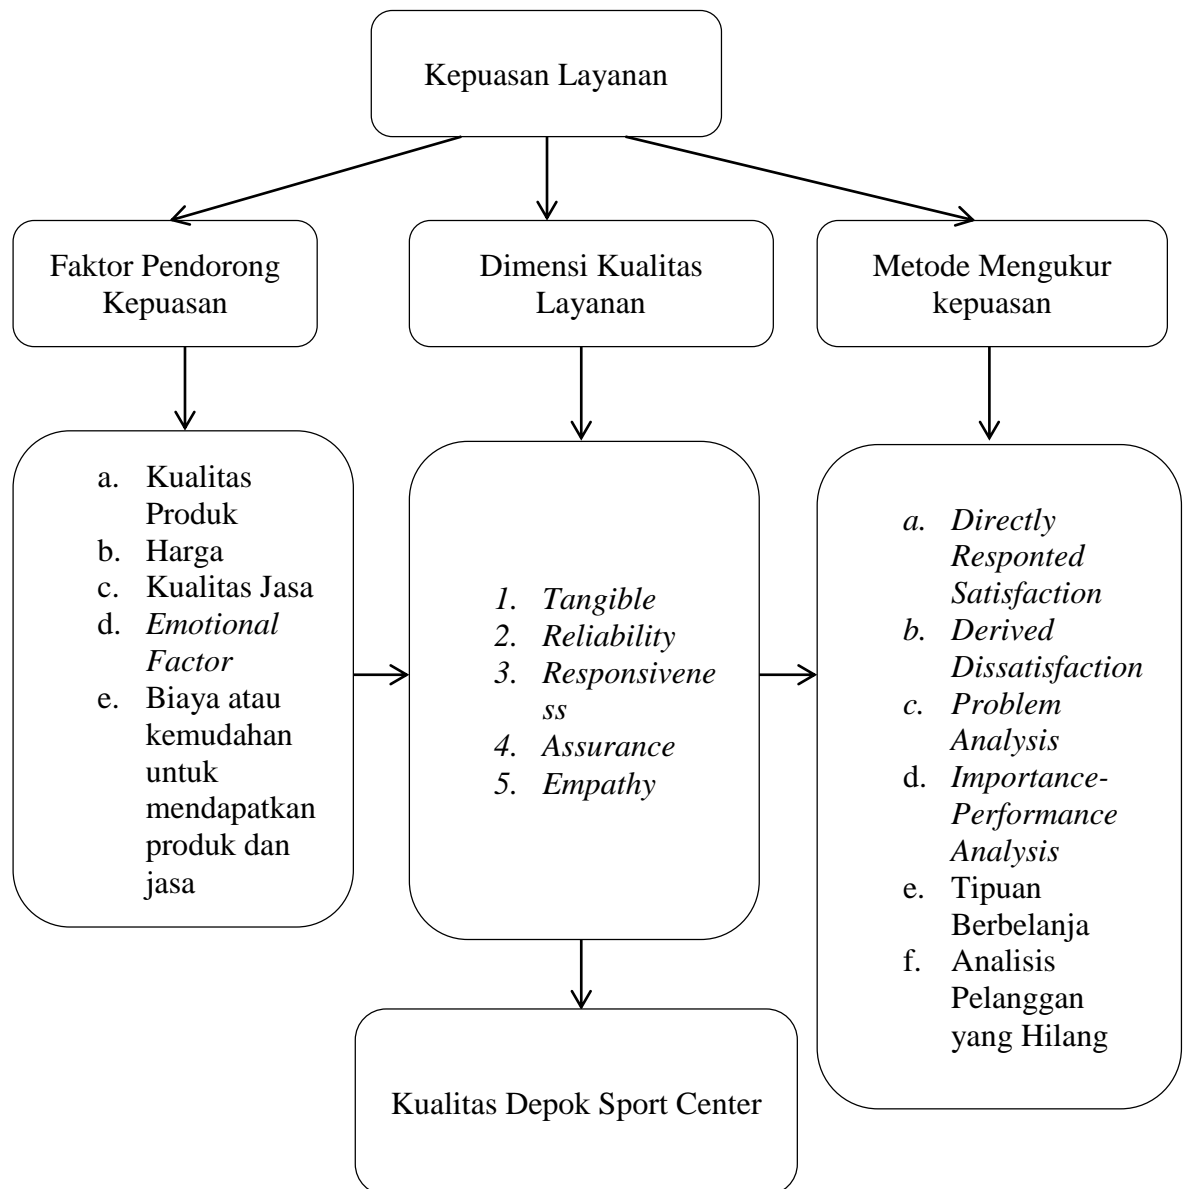 Kepuasan Layanan
Faktor Pendorong
Kepuasan
Dimensi Kualitas
Layanan
Metode Mengukur
kepuasan
a. Kualitas
Produk
b. Harga
c. Kualitas Jasa
d. Emotional
Factor
e. Biaya atau
kemudahan
untuk
mendapatkan
produk dan
jasa
1. Tangible
2. Reliability
3. Responsivene
ss
4. Assurance
5. Empathy
a. Directly
Responted
Satisfaction
b. Derived
Dissatisfaction
c. Problem
Analysis
d. Importance-
Performance
Analysis
e. Tipuan
Berbelanja
f. Analisis
Pelanggan
yang Hilang
Kualitas Depok Sport Center